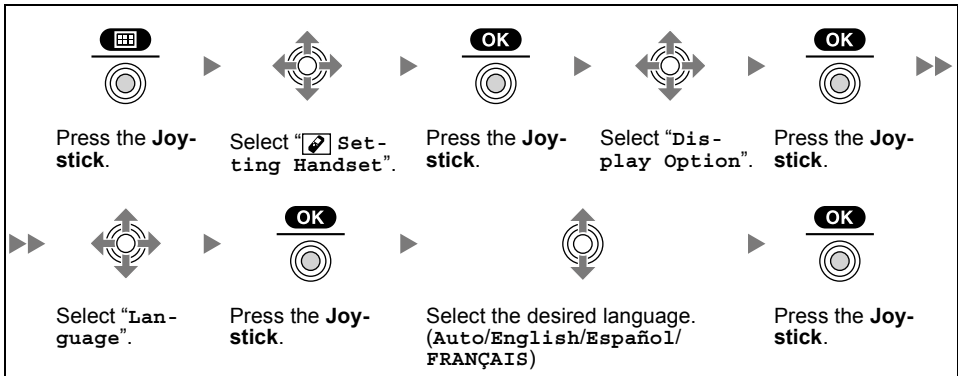 OK
OK
Press the Joy-
stick.
Select " Set-
ting Handset".
Press the Joy-
stick.
Select "Dis-
play Option".
Press the Joy-
stick.
OK
OK
Select "Lan-
guage".
Press the Joy-
stick.
Select the desired language.
(Auto/English/Español/
FRANÇAIS)
Press the Joy-
stick.